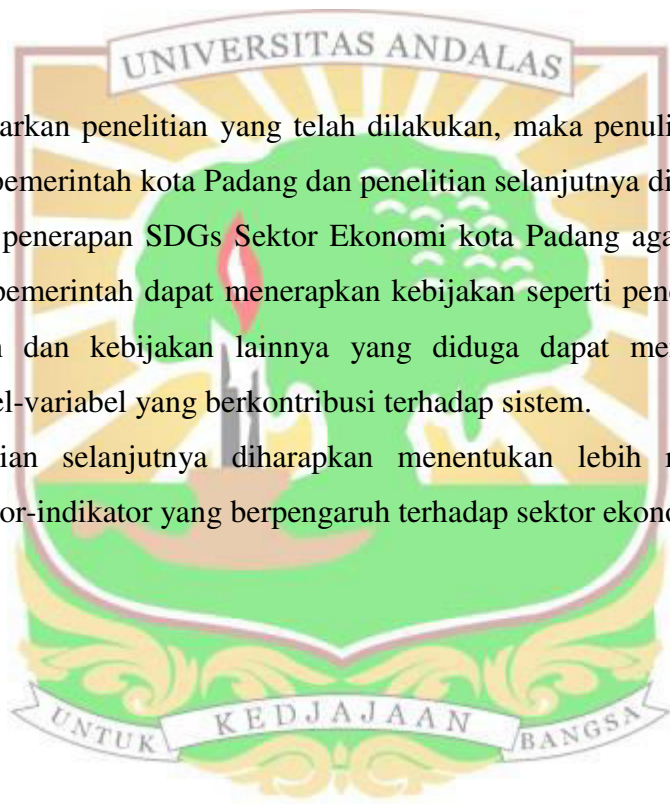 UNIVERSITAS ANDALAS
arkan penelitian yang telah dilakukan, maka penuli
pemerintah kota Padang dan penelitian selanjutnya di
penerapan SDGs Sektor Ekonomi kota Padang aga
pemerintah dapat menerapkan kebijakan seperti pen
dan kebijakan lainnya yang diduga dapat me
el-variabel yang berkontribusi terhadap sistem.
ian selanjutnya diharapkan menentukan lebih
or-indikator yang berpengaruh terhadap sektor ekono
UNTUK KEDJAJAAN BANGSA